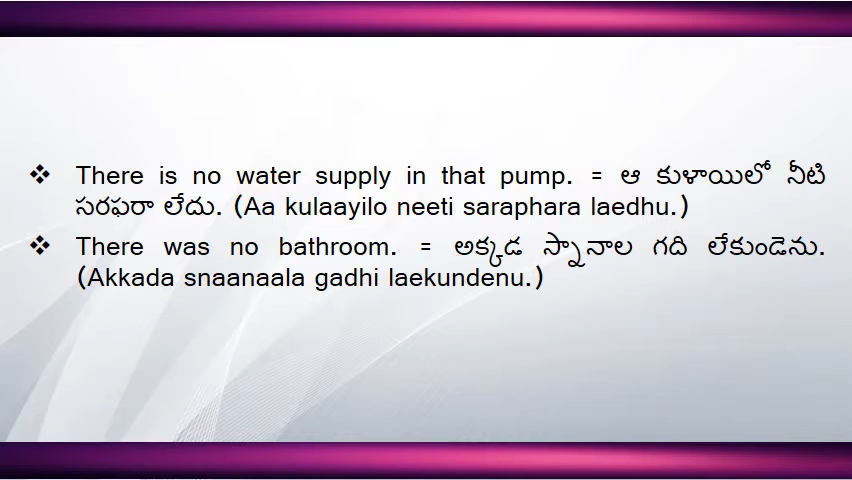 ❖ There is no water supply in that pump. = ఆ కుళాయిలో నీటి
సరఫరా లేదు. (Aa kulaayilo neeti saraphara laedhu.)
❖ There was no bathroom. = అక్కడ స్నానాల గది లేకుండెను.
(Akkada snaanaala gadhi laekundenu.)